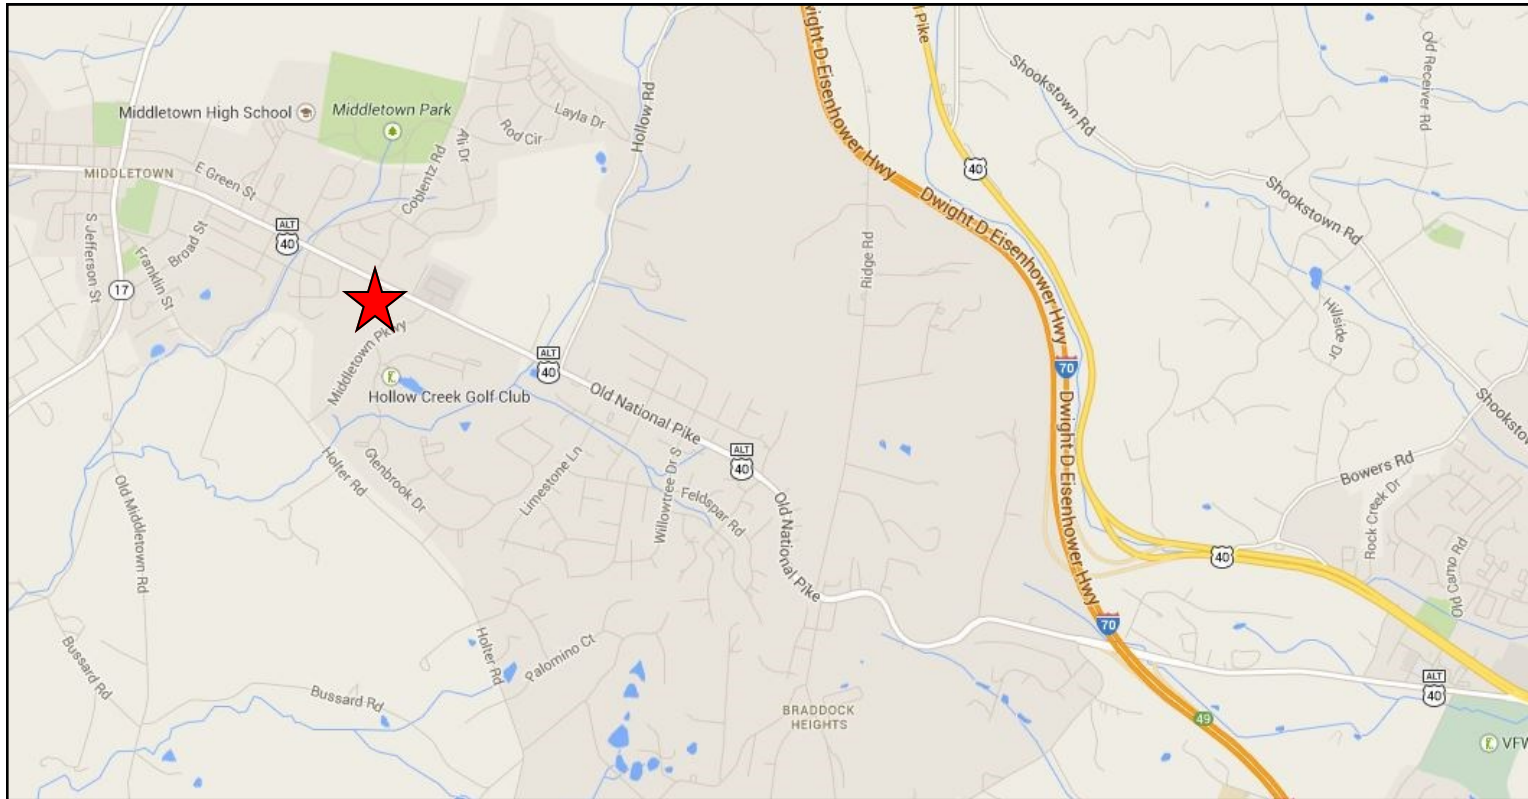 Dwight D Eisenhower Hwy
Pike
Shookstown Rd
Old Receiver Rd
Middletown High School
Middletown Park
Layla Dr
Rod Cir
Hollow Rd
Ali Dr
Coblentz Rd
40
MIDDLETOWN
E Green St
Shookstown Rd
Dwight D Eisenhower Hwy
S Jefferson St
Broad St
Franklin St
ALT
40
Ridge Rd
17
Hillside Dr
Middletown Pkwy
ALT
40
70
Hollow Creek Golf Club
Old National Pike
Dwight D Eisenhower Hwy
Shooksto
Holter Rd
Glenbrook Dr
Limestone Ln
Willowtree Dr S
ALT
40
Feldspar Rd
Old National Pike
Bowers Rd
Rock Creek Dr
Old Camp Rd
Old Middletown Rd
40
70
Bussard Rd
Holter Rd
Palomino Ct
Bussard Rd
BRADDOCK
HEIGHTS
49
ALT
40
VFW